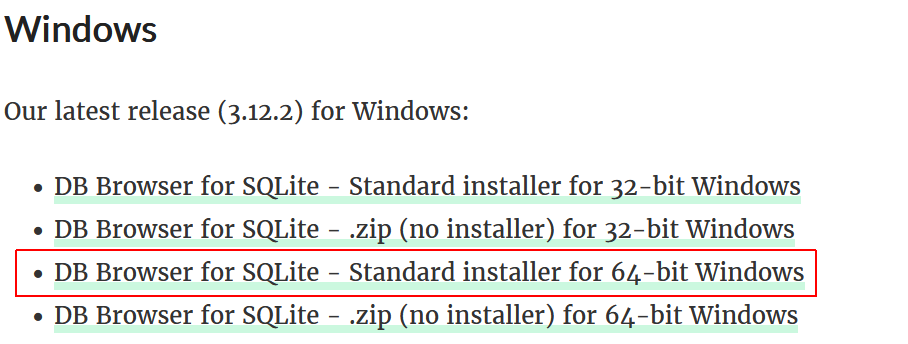 Windows
Our latest release (3.12.2) for Windows:
• DB Browser for SQLite - Standard installer for 32-bit Windows
• DB Browser for SQLite - .zip (no installer) for 32-bit Windows
• DB Browser for SQLite - Standard installer for 64-bit Windows
• DB Browser for SQLite - .zip (no installer) for 64-bit Windows